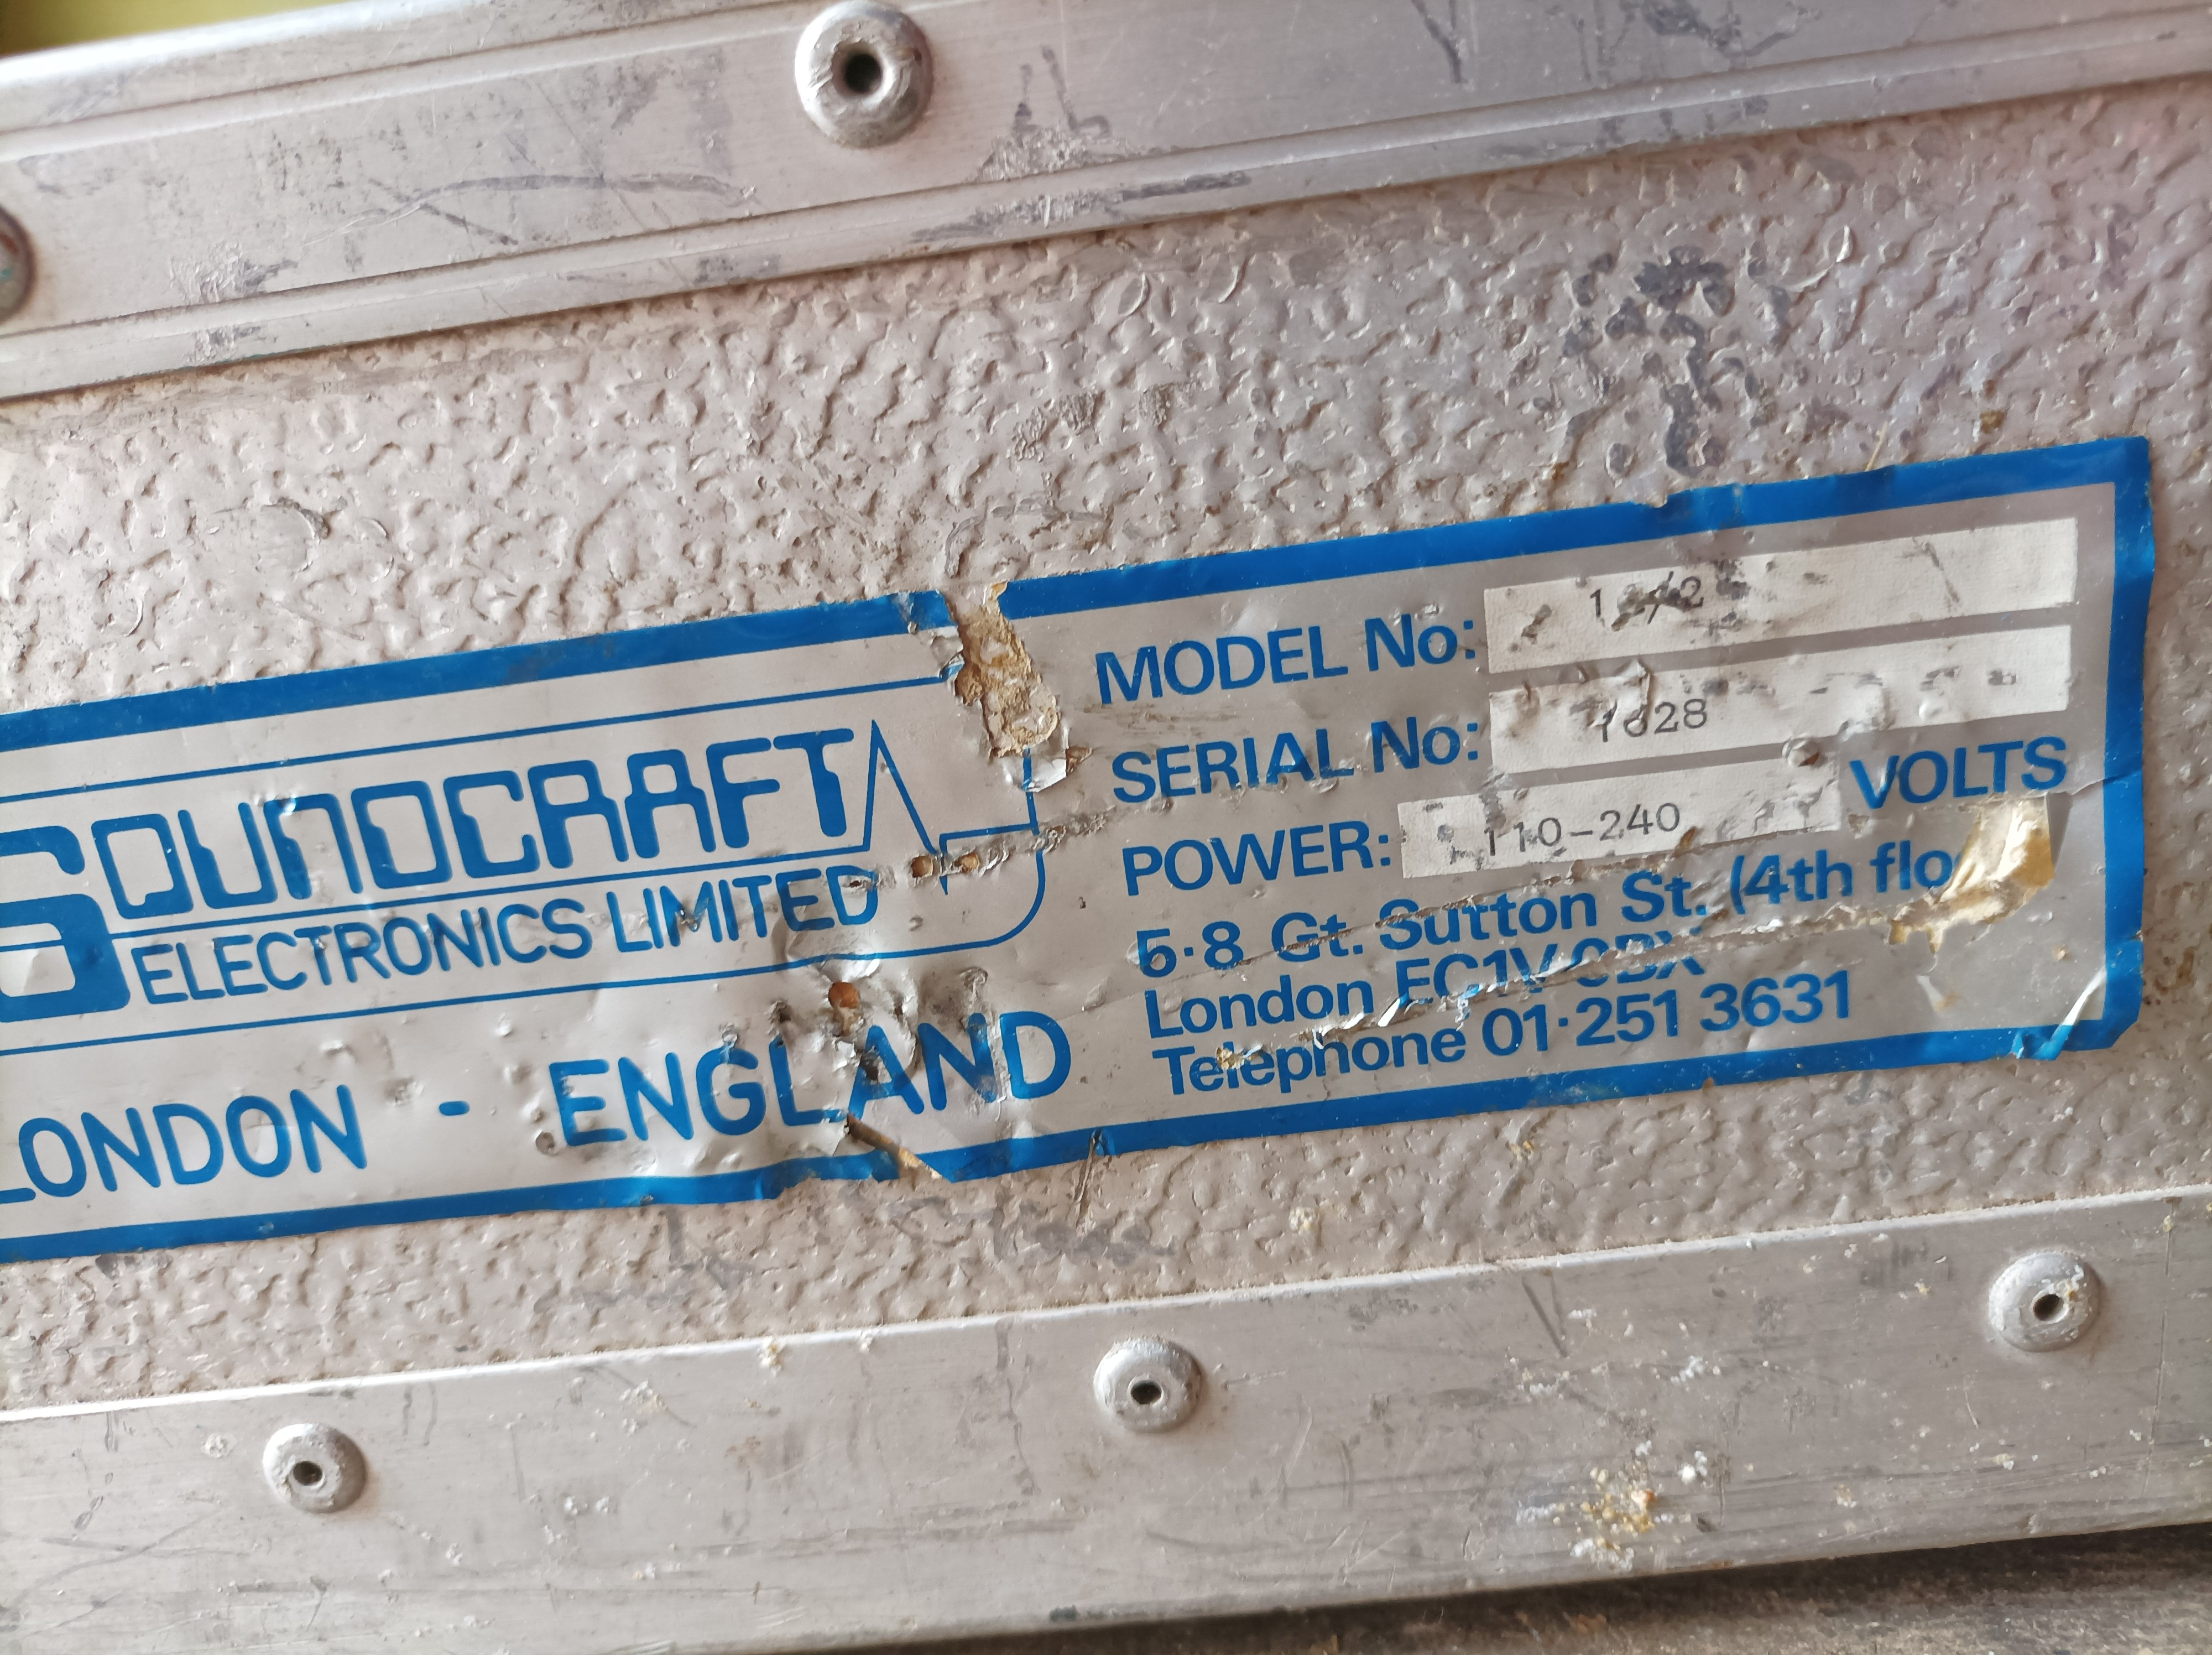 SOUNDCRAFT
ELECTRONICS LIMITED
LONDON - ENGLAND
MODEL No:
SERIAL No:
POWER: 110-240 VOLTS
5·8 Gt. Sutton St. (4th
London
Telephone 01·251 3631